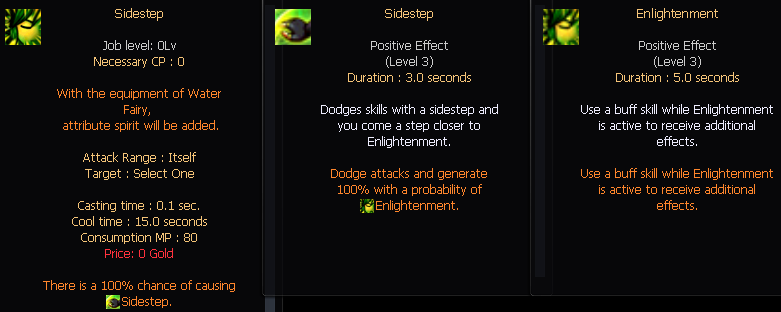 Sidestep
Job level: 0Lv
Necessary CP : 0
With the equipment of Water
Fairy,
attribute spirit will be added.
Attack Range : Itself
Target : Select One
Casting time : 0.1 sec.
Cool time : 15.0 seconds
Consumption MP : 80
Price: 0 Gold
There is a 100% chance of causing
Sidestep.
Sidestep
Positive Effect
(Level 3)
Duration : 3.0 seconds
Dodges skills with a sidestep and
you come a step closer to
Enlightenment.
Dodge attacks and generate
100% with a probability of
Enlightenment.
Enlightenment
Positive Effect
(Level 3)
Duration : 5.0 seconds
Use a buff skill while Enlightenment
is active to receive additional
effects.
Use a buff skill while Enlightenment
is active to receive additional
effects.